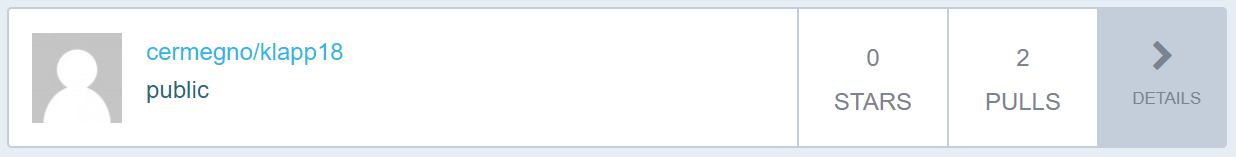 cermegno/klapp18
public
0
STARS
2
PULLS
DETAILS